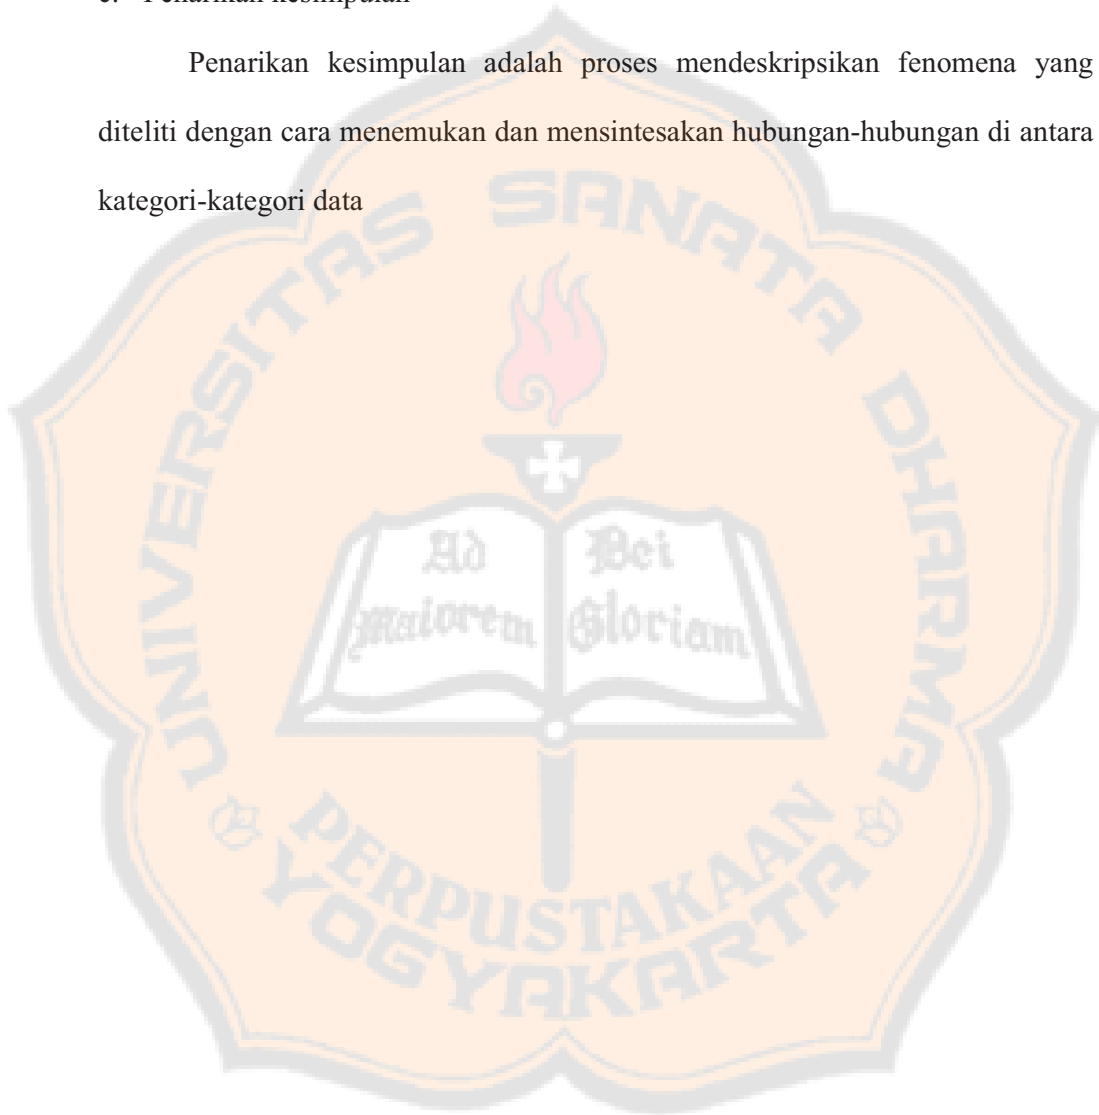 Penarikan kesimpulan
Penarikan kesimpulan adalah proses mendeskripsikan fenomena yang
diteliti dengan cara menemukan dan mensintesakan hubungan-hubungan di antara
kategori-kategori data
UNIVERSITAS SANATA DHARMA
Ad Dei
Maiorem Gloriam
PERPUSTAKAAN
YOGYAKARTA